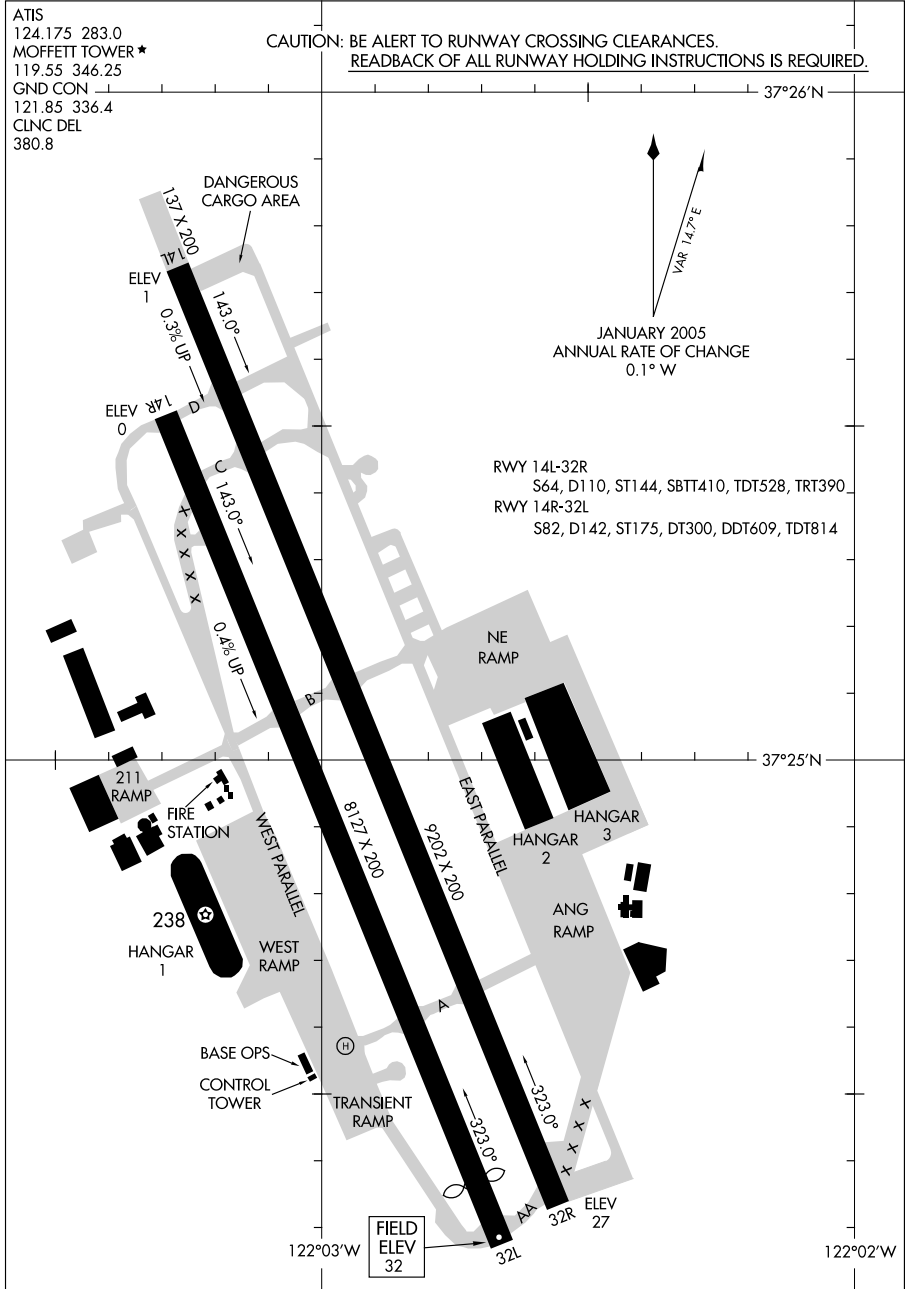 ATIS
124.175 283.0
MOFFETT TOWER★
119.55 346.25
GND CON
121.85 336.4
CLNC DEL
380.8
CAUTION: BE ALERT TO RUNWAY CROSSING CLEARANCES.
READBACK OF ALL RUNWAY HOLDING INSTRUCTIONS IS REQUIRED.
37°26'N
DANGEROUS
CARGO AREA
137 X 200
14L
ELEV
1
0.3% UP
143.0°
VAR 14.7° E
JANUARY 2005
ANNUAL RATE OF CHANGE
0.1° W
ELEV
0
14R
D
C
143.0°
RWY 14L-32R
S64, D110, ST144, SBTT410, TDT528, TRT390
RWY 14R-32L
S82, D142, ST175, DT300, DDT609, TDT814
X X X X X
0.4% UP
B
NE
RAMP
37°25'N
211
RAMP
FIRE
STATION
WEST PARALLEL
8127 X 200
9202 X 200
EAST PARALLEL
HANGAR
2
HANGAR
3
238
HANGAR
1
WEST
RAMP
ANG
RAMP
A
H
BASE OPS
CONTROL
TOWER
TRANSIENT
RAMP
323.0°
323.0°
X X X X
AA
32R
ELEV
27
32L
FIELD
ELEV
32
122°03'W
122°02'W